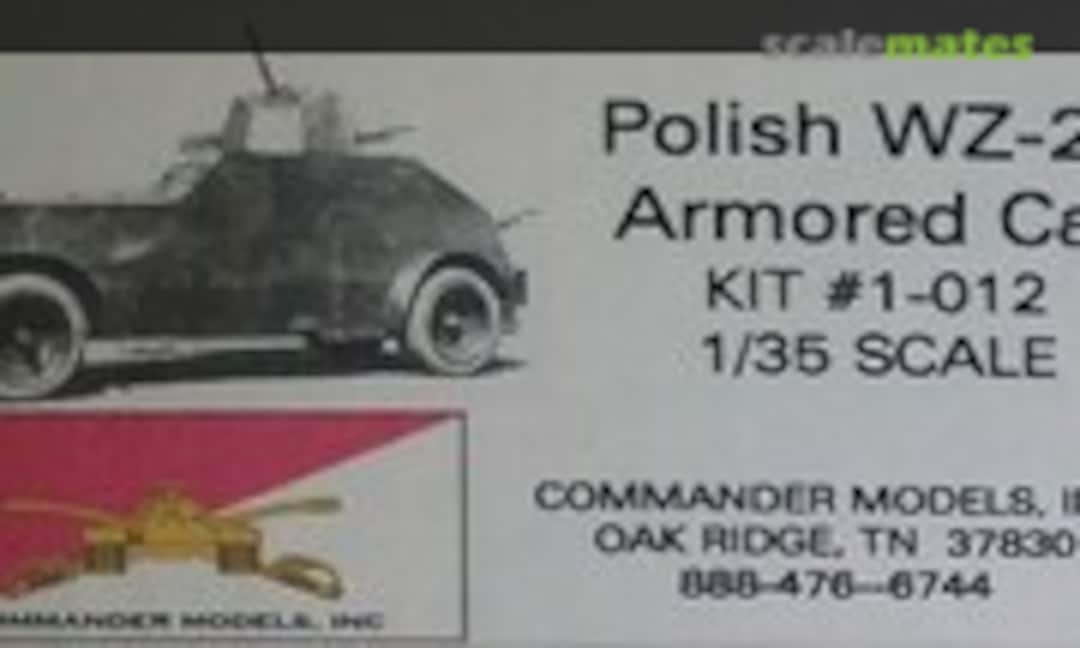 scalemates
Polish WZ-2
Armored Ca
KIT #1-012
1/35 SCALE
COMMANDER MODELS, I
OAK RIDGE, TN 37830
888-476--6744
MMANDER MODELS, INC